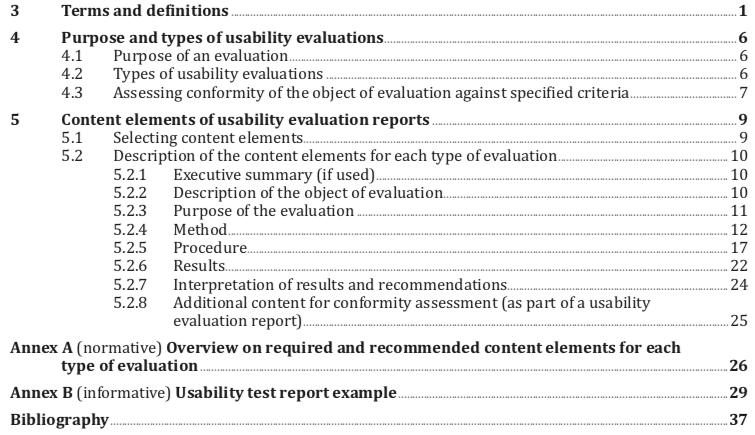 3 Terms and definitions 1
4 Purpose and types of usability evaluations 6
4.1 Purpose of an evaluation 6
4.2 Types of usability evaluations 6
4.3 Assessing conformity of the object of evaluation against specified criteria 7
5 Content elements of usability evaluation reports 9
5.1 Selecting content elements 9
5.2 Description of the content elements for each type of evaluation 10
5.2.1 Executive summary (if used) 10
5.2.2 Description of the object of evaluation 10
5.2.3 Purpose of the evaluation 11
5.2.4 Method 12
5.2.5 Procedure 17
5.2.6 Results 22
5.2.7 Interpretation of results and recommendations 24
5.2.8 Additional content for conformity assessment (as part of a usability
evaluation report) 25
Annex A (normative) Overview on required and recommended content elements for each
type of evaluation 26
Annex B (informative) Usability test report example 29
Bibliography 37